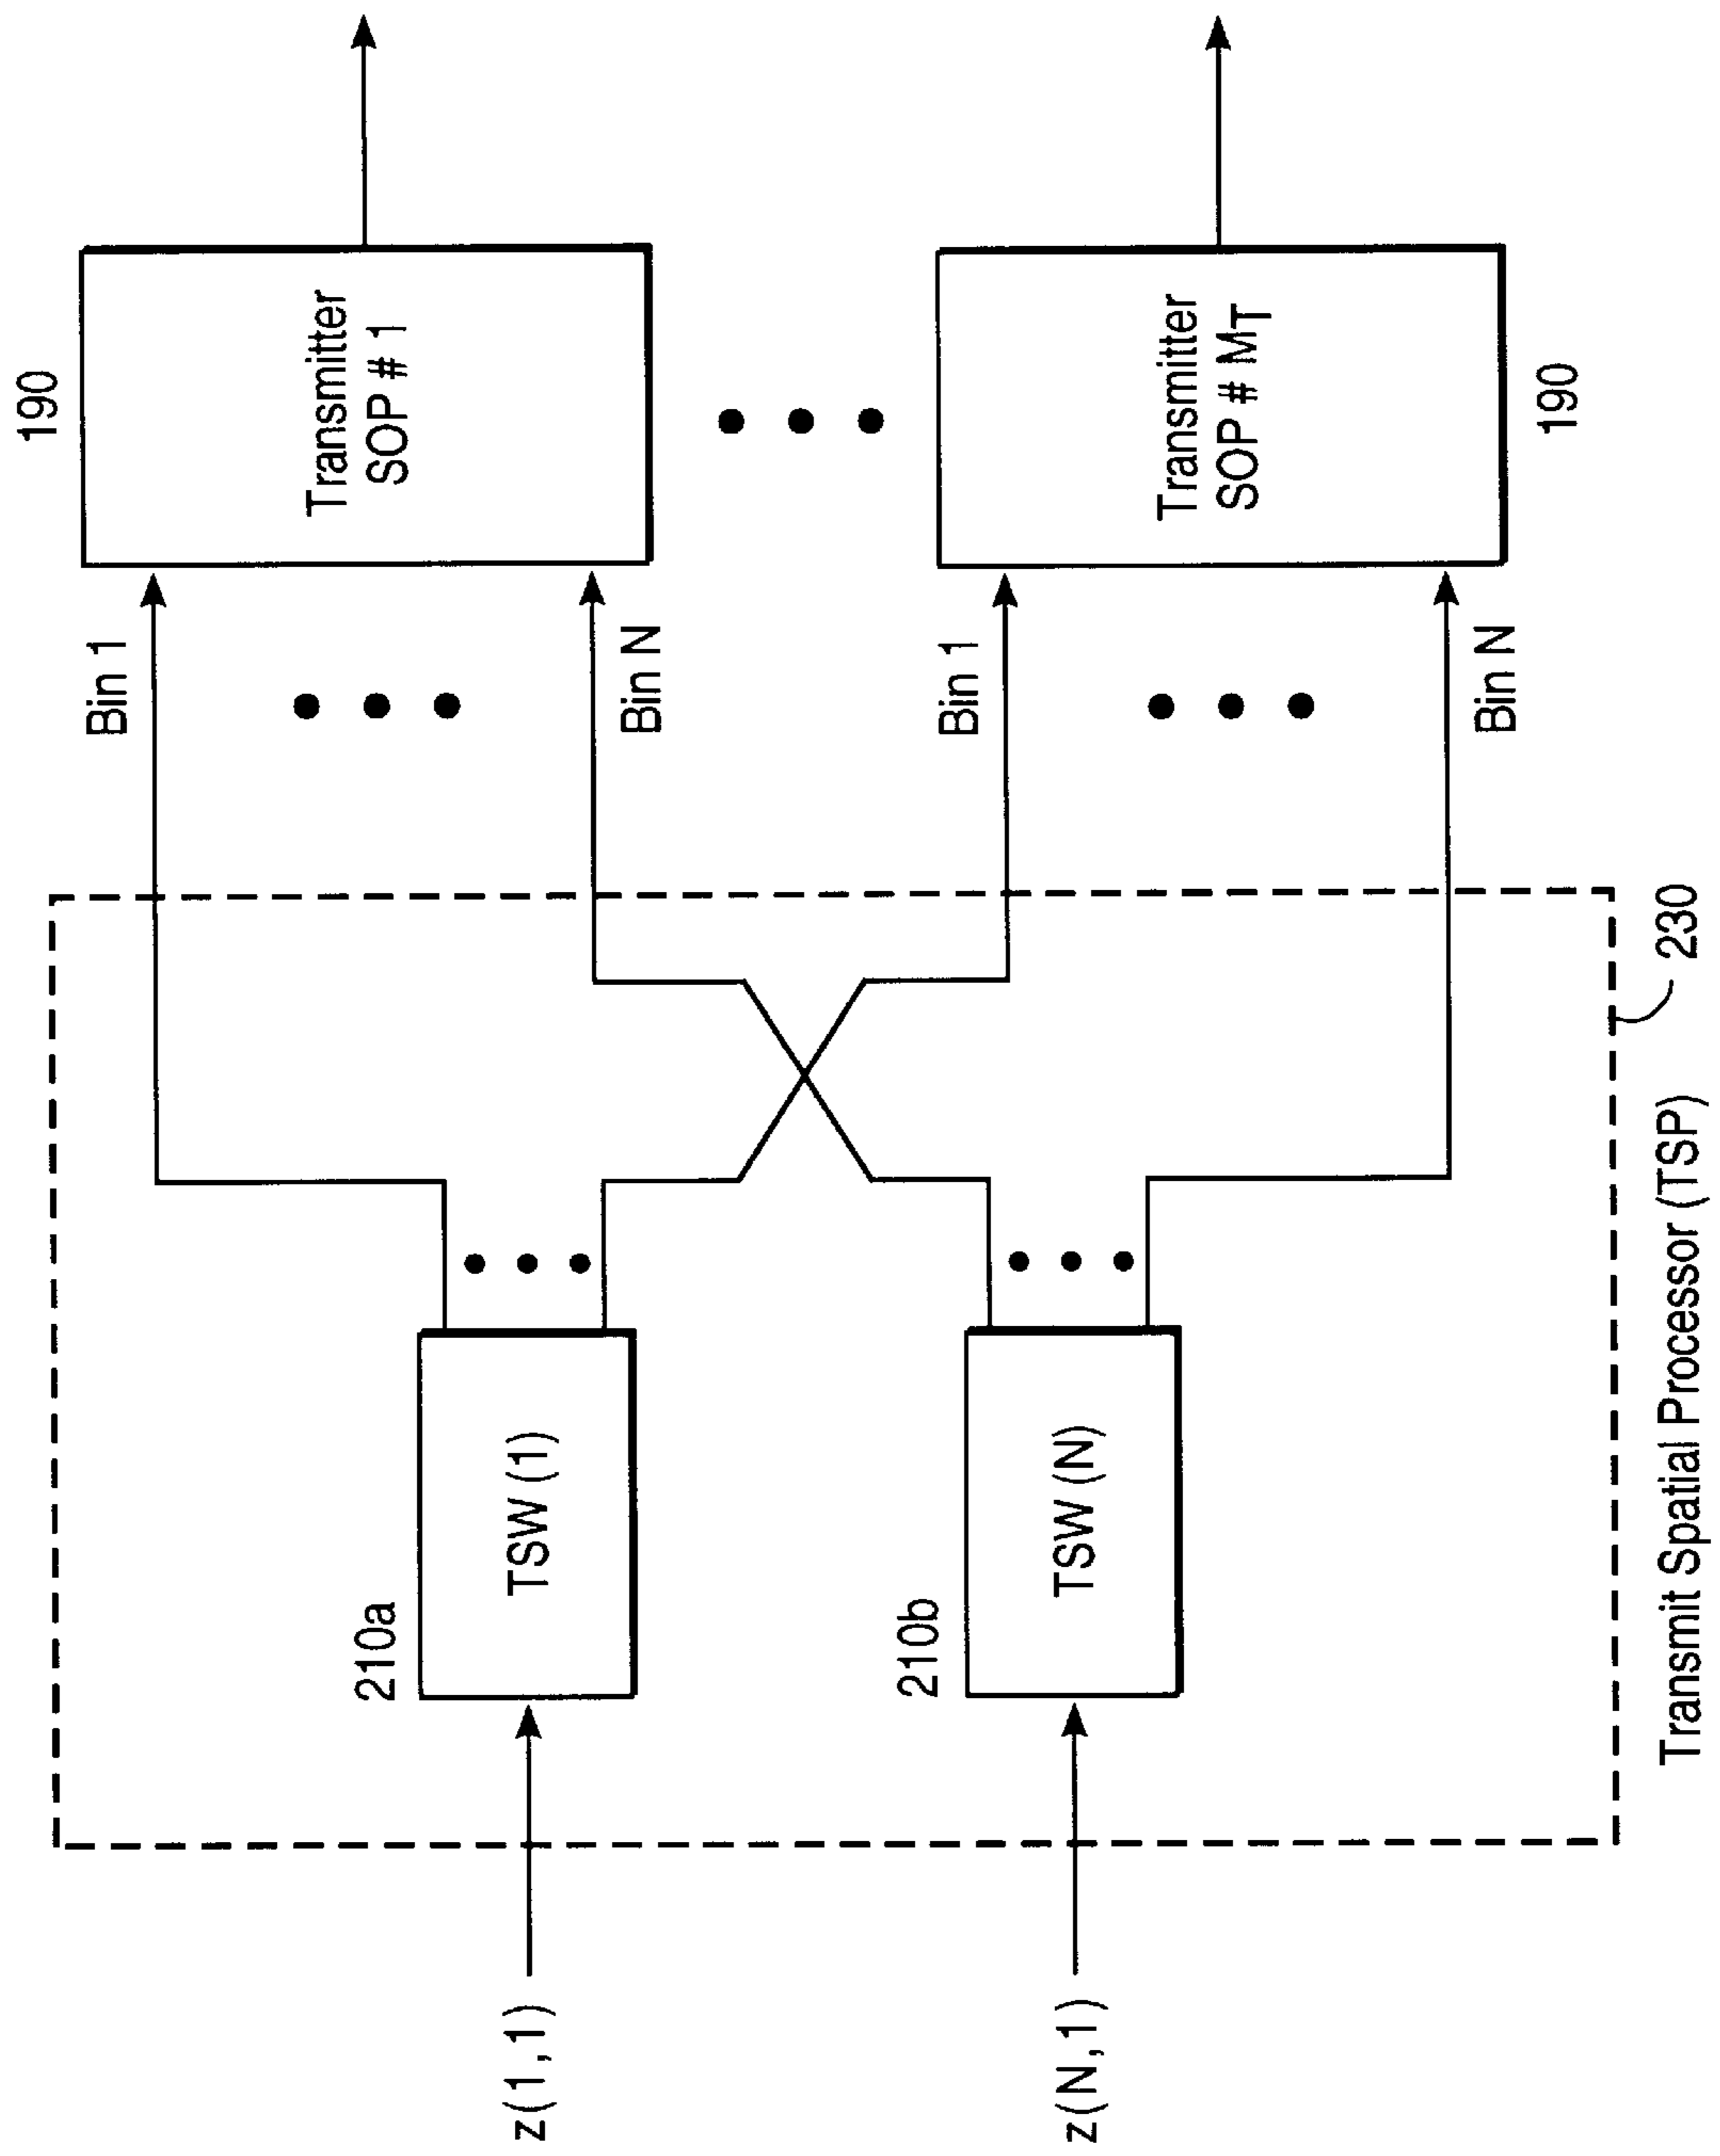 190
Transmitter
SOP # 1
Bin 1
Bin N
Transmitter
SOP # MT
190
Bin 1
Bin N
210a
TSW (1)
z(1,1)
210b
TSW (N)
z(N,1)
230
Transmit Spatial Processor (TSP)